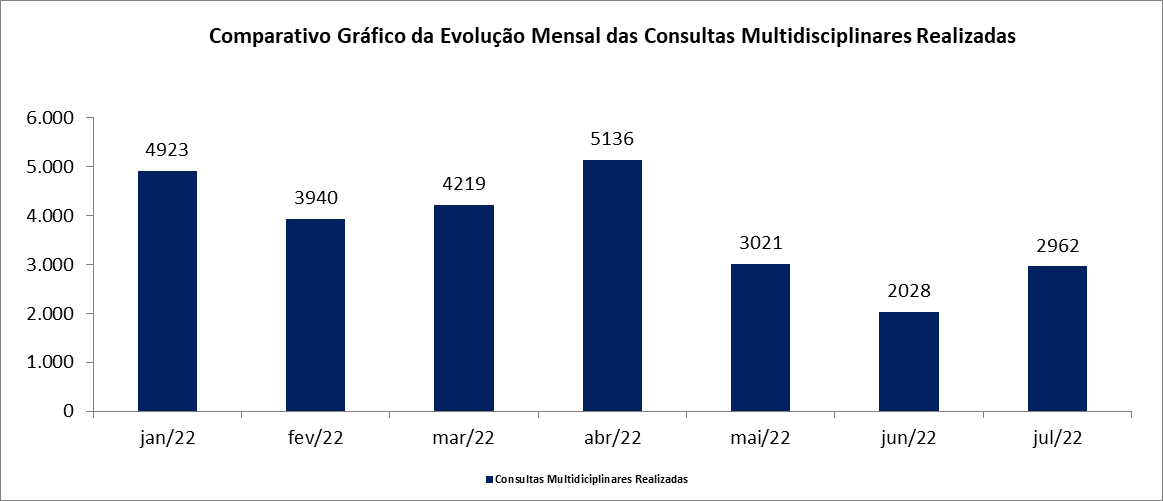 Comparativo Gráfico da Evolução Mensal das Consultas Multidisciplinares Realizadas
6.000
5.000
4.000
3.000
2.000
1.000
0
4923
3940
4219
5136
3021
2028
2962
jan/22
fev/22
mar/22
abr/22
mai/22
jun/22
jul/22
Consultas Multidiciplinares Realizadas